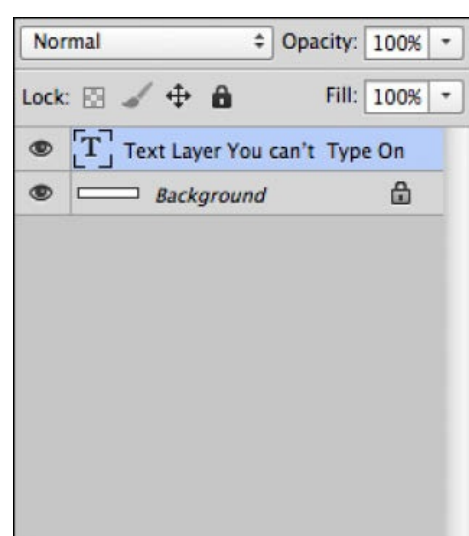 Normal Opacity: 100%
Lock: Fill: 100%
T Text Layer You can't Type On
Background